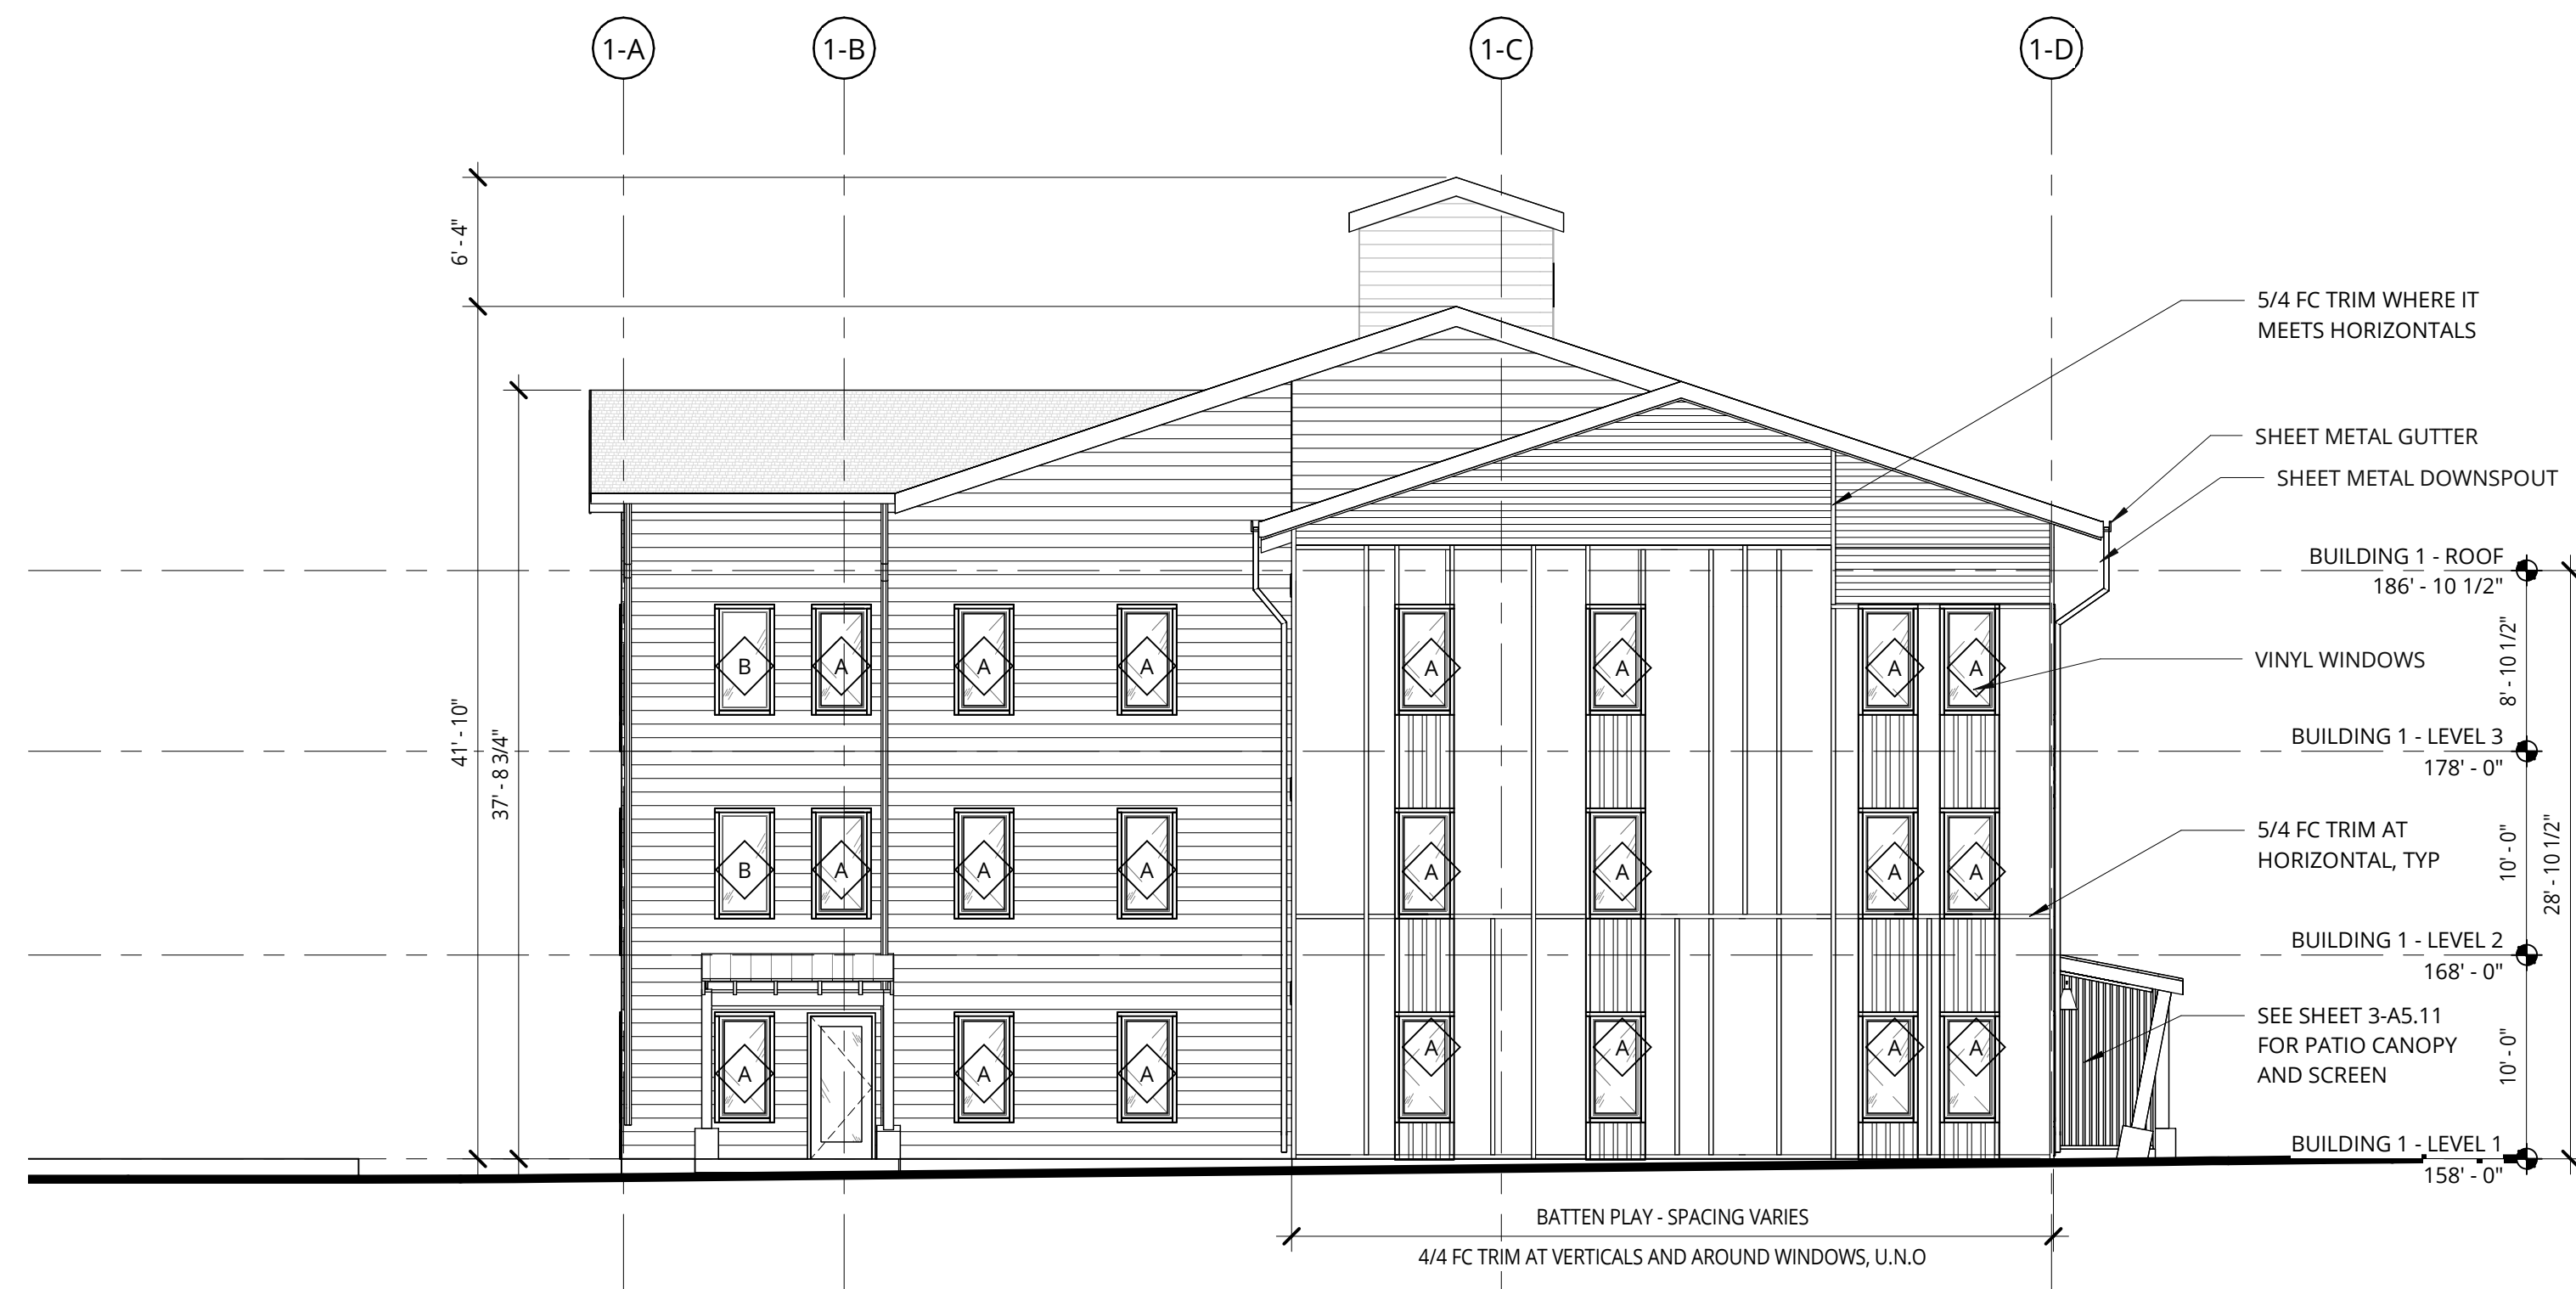 1-A
1-B
1-C
1-D
6' - 4"
41' - 10"
37' - 8 3/4"
5/4 FC TRIM WHERE IT
MEETS HORIZONTALS
SHEET METAL GUTTER
SHEET METAL DOWNSPOUT
BUILDING 1 - ROOF
186' - 10 1/2"
8' - 10 1/2"
VINYL WINDOWS
B
A
A
A
A
A
A
A
BUILDING 1 - LEVEL 3
178' - 0"
5/4 FC TRIM AT
HORIZONTAL, TYP
10' - 0"
28' - 10 1/2"
B
A
A
A
A
A
A
A
BUILDING 1 - LEVEL 2
168' - 0"
SEE SHEET 3-A5.11
FOR PATIO CANOPY
AND SCREEN
10' - 0"
A
A
A
A
A
A
A
BUILDING 1 - LEVEL 1
158' - 0"
BATTEN PLAY - SPACING VARIES
4/4 FC TRIM AT VERTICALS AND AROUND WINDOWS, U.N.O